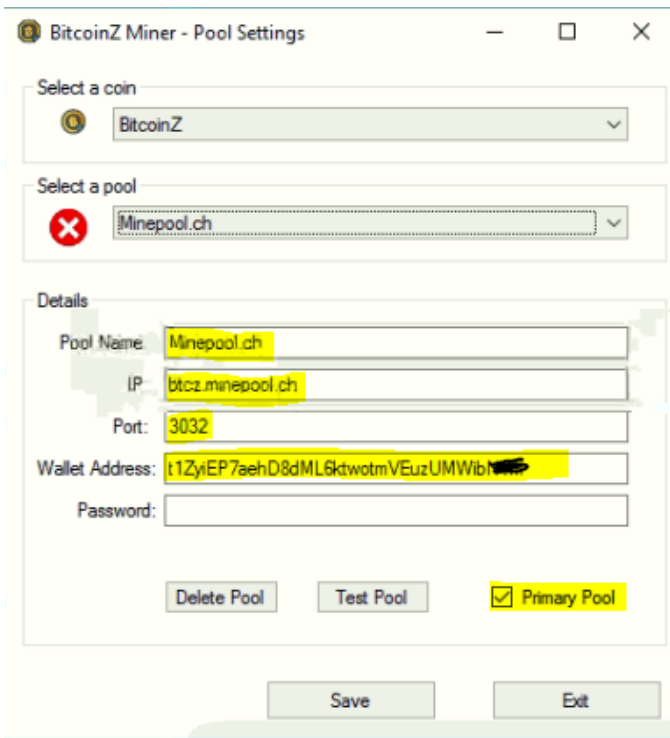 BitcoinZ Miner - Pool Settings
Select a coin
BitcoinZ
Select a pool
Minepool.ch
Details
Pool Name Minepool.ch
IP btcz.minepool.ch
Port: 3032
Wallet Address: t1ZyiEP7aehD8dML6ktwotmVEuzUMWib
Password:
Delete Pool Test Pool Primary Pool
Save Exit